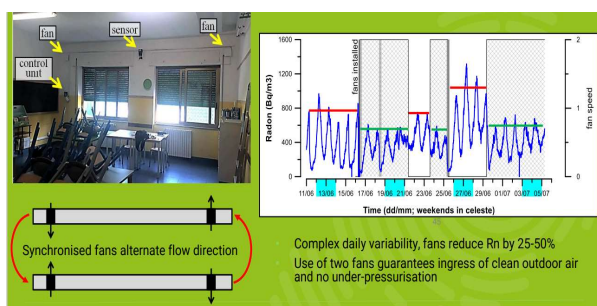 fan
sensor
fan
control
unit
Synchronised fans alternate flow direction
1600
1200
800
400
0
Radon (Bq/m3)
fans installed
2
1
0
fan speed
11/06 13/06 15/06 17/06 19/06 21/06 23/06 25/06 27/06 29/06 01/07 03/07 05/07
Time (dd/mm; weekends in celeste)
Complex daily variability, fans reduce Rn by 25-50%
Use of two fans guarantees ingress of clean outdoor air
and no under-pressurisation